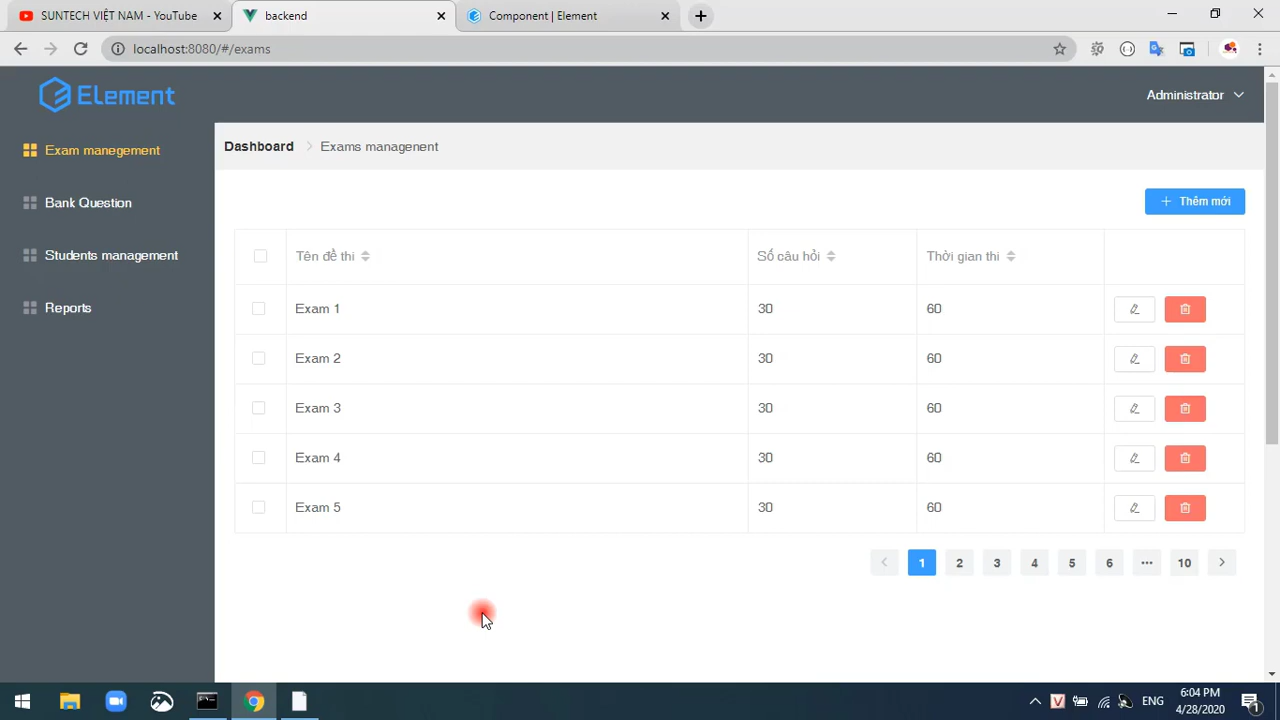 SUNTECH VIỆT NAM - YouTube
backend
Component | Element
localhost:8080/#/exams
Element
Administrator
Exam manegement
Dashboard
Exams managenent
Bank Question
Thêm mới
Students management
Tên đề thi
Số câu hỏi
Thời gian thi
Reports
Exam 1
30
60
Exam 2
30
60
Exam 3
30
60
Exam 4
30
60
Exam 5
30
60
1 2 3 4 5 6 ••• 10
V
ENG
6:04 PM
4/28/2020
1